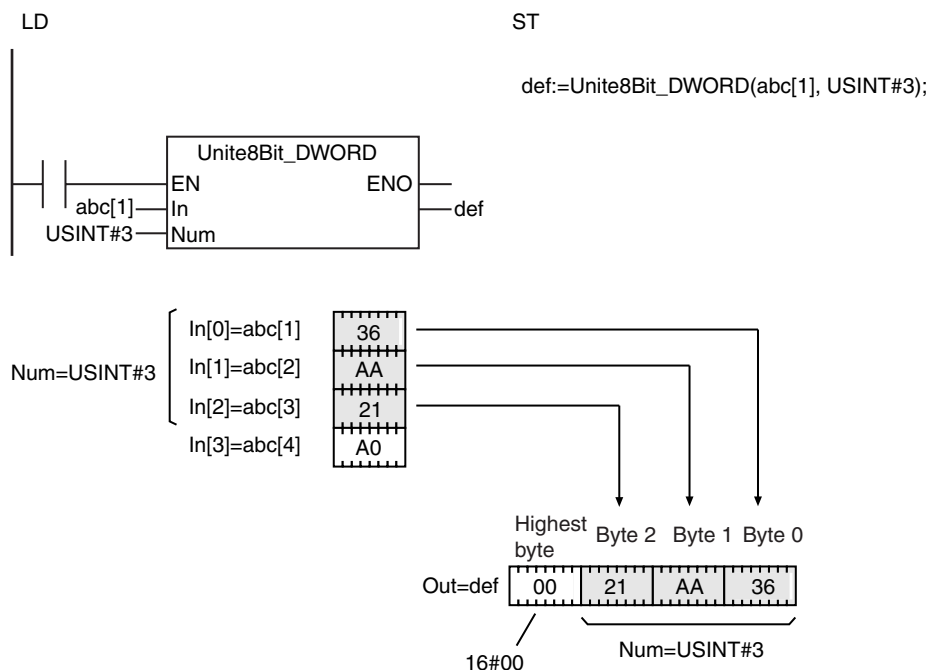 LD
ST
def:=Unite8Bit_DWORD(abc[1], USINT#3);
Unite8Bit_DWORD
EN ENO
abc[1] In def
USINT#3 Num
In[0]=abc[1] 36
Num=USINT#3
In[1]=abc[2] AA
In[2]=abc[3] 21
In[3]=abc[4] A0
Highest
byte
Byte 2 Byte 1 Byte 0
Out=def 00 21 AA 36
16#00
Num=USINT#3